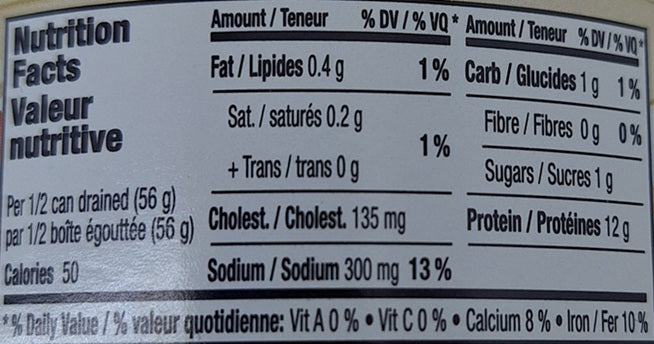 Nutrition
Facts
Valeur
nutritive
Per 1/2 can drained (56 g)
par 1/2 boîte égouttée (56 g)
Calories 50
Amount / Teneur % DV / % VQ *
Fat / Lipides 0.4 g 1%
Sat. / saturés 0.2 g
1%
+ Trans / trans 0 g
Cholest. / Cholest. 135 mg
Sodium / Sodium 300 mg 13 %
Amount / Teneur % DV / % VQ *
Carb / Glucides 1 g 1%
Fibre / Fibres 0 g 0%
Sugars / Sucres 1 g
Protein / Protéines 12 g
*% Daily Value / % valeur quotidienne: Vit A 0 % • Vit C 0 % • Calcium 8 % • Iron / Fer 10 %